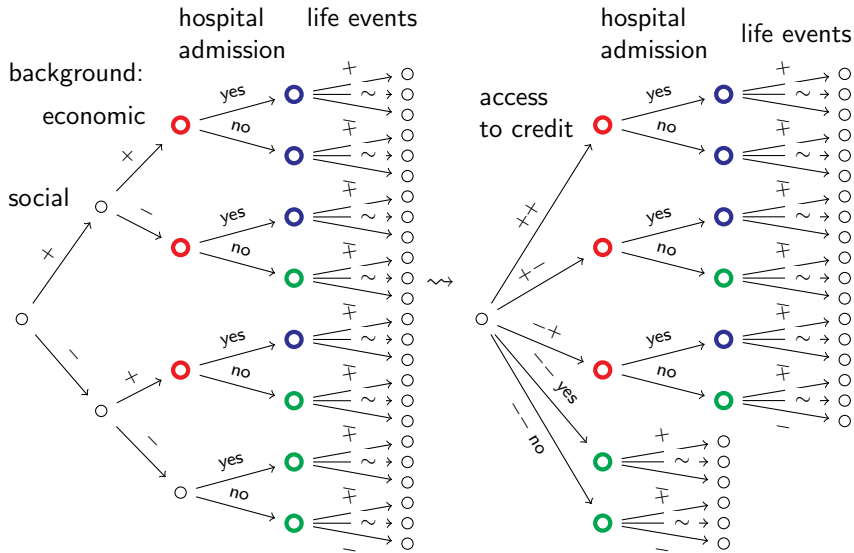 hospital
admission
life events
background:
economic
social
+
−
+
−
+
−
yes
no
yes
no
yes
no
yes
no
+
~
∓
~
∓
~
∓
~
∓
~
∓
~
∓
~
∓
~
−
⇝
hospital
admission
life events
access
to credit
++
+−
−+
−− yes
−− no
yes
no
yes
no
yes
no
+
~
∓
~
∓
~
∓
~
∓
~
∓
~
−
+
~
∓
~
−